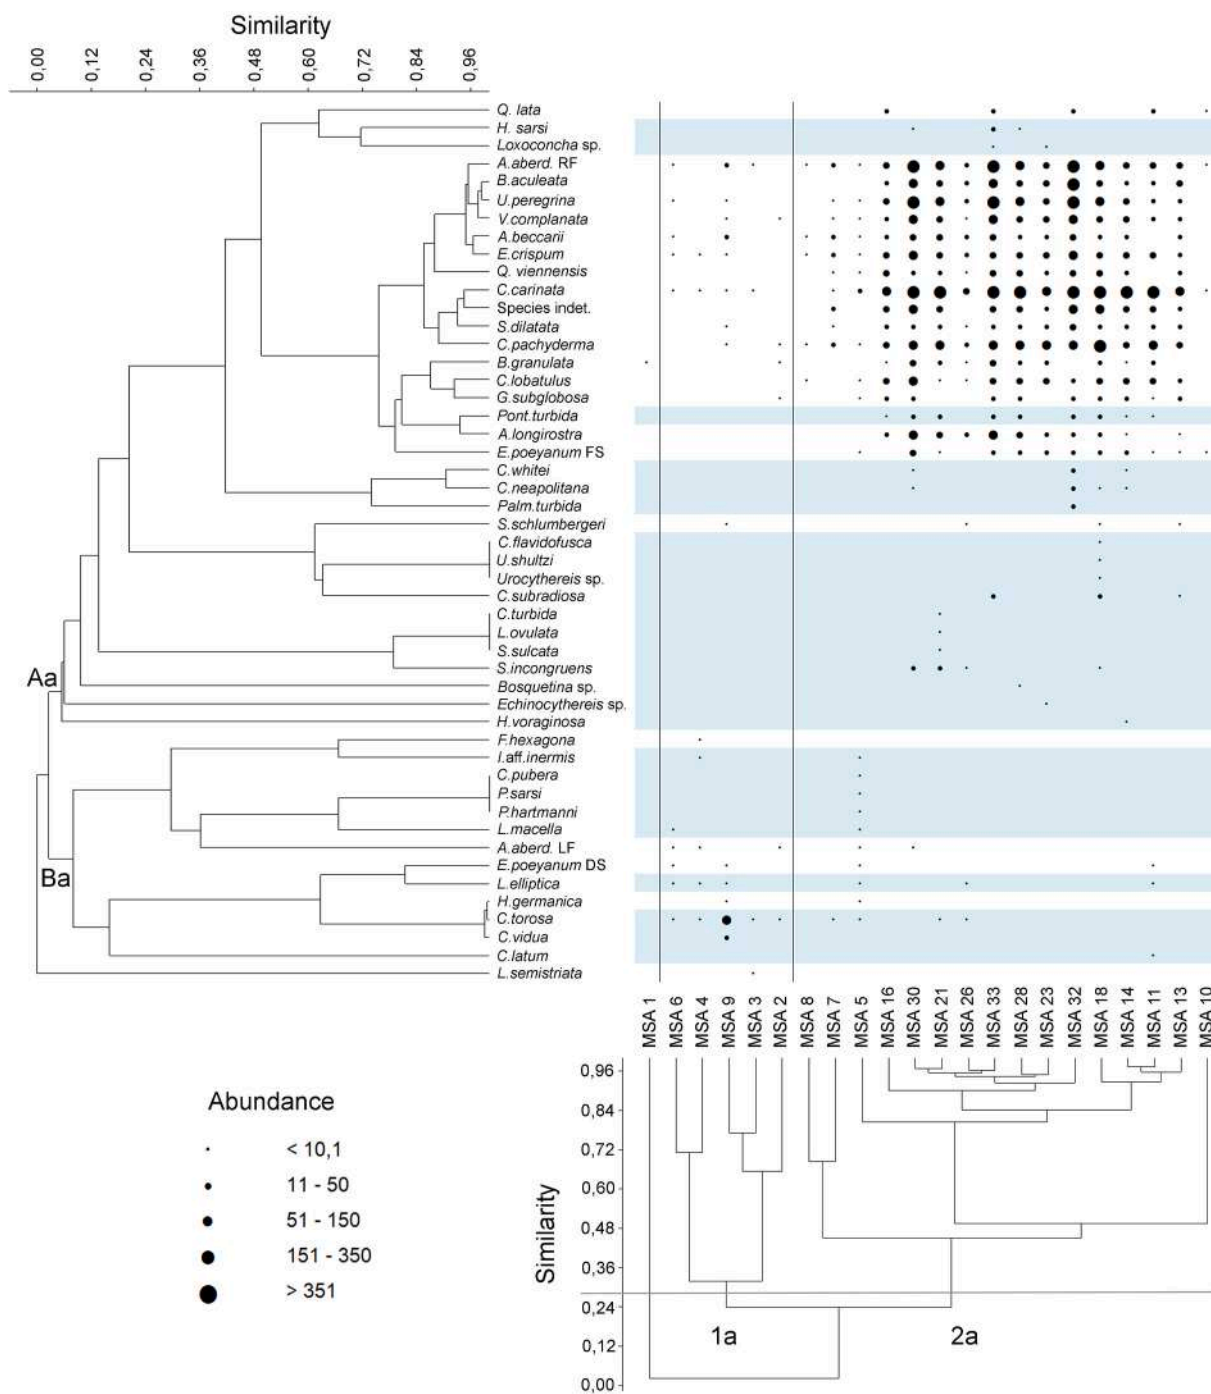 Similarity
0,00
0,12
0,24
0,36
0,48
0,60
0,72
0,84
0,96
Q. lata
H. sarsi
Loxoconcha sp.
A.aberd. RF
B.aculeata
U.peregrina
V.complanata
A.beccarii
E.crispum
Q. viennensis
C.carinata
Species indet.
S.dilatata
C.pachyderma
B.granulata
C.lobatulus
G.subglobosa
Pont.turbida
A.longirostra
E.poeyanum FS
C.whitei
C.neapolitana
Palm.turbida
S.schlumbergeri
C.flavidofusca
U.shultzi
Urocythereis sp.
C.subradiosa
C.turbida
L.ovulata
S.sulcata
S.incongruens
Bosquetina sp.
Echinocythereis sp.
H.voraginosa
F.hexagona
I.aff.inermis
C.pubera
P.sarsi
P.hartmanni
L.macella
A.aberd. LF
E.poeyanum DS
L.elliptica
H.germanica
C.torosa
C.vidua
C.latum
L.semistriata
Aa
Ba
MSA 1
MSA 6
MSA 4
MSA 9
MSA 3
MSA 2
MSA 8
MSA 7
MSA 5
MSA 16
MSA 30
MSA 21
MSA 26
MSA 33
MSA 28
MSA 23
MSA 32
MSA 18
MSA 14
MSA 11
MSA 13
MSA 10
Abundance
< 10,1
11 - 50
51 - 150
151 - 350
> 351
Similarity
0,96
0,84
0,72
0,60
0,48
0,36
0,24
0,12
0,00
1a
2a